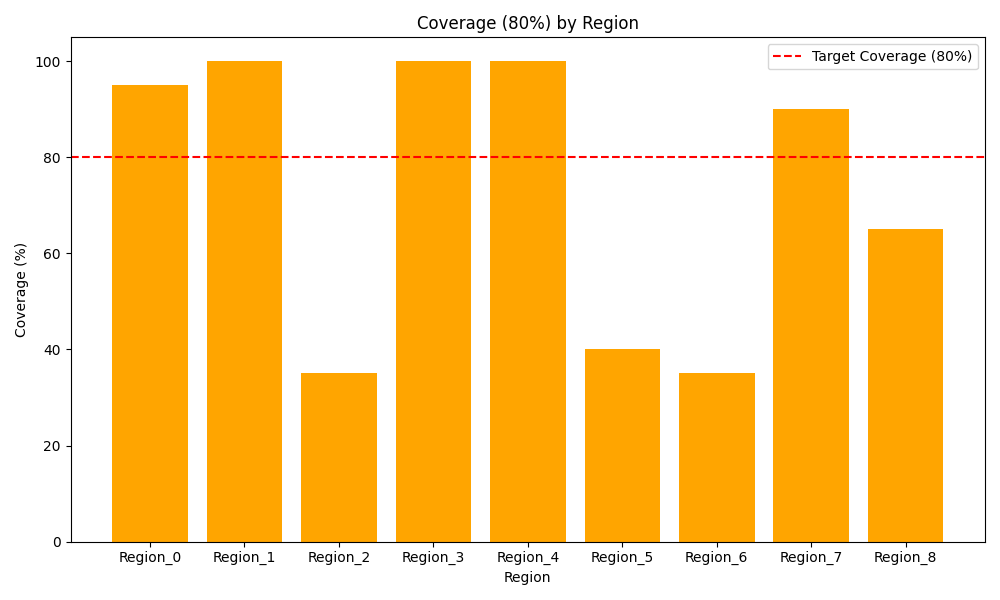 Coverage (80%) by Region
Target Coverage (80%)
Coverage (%)
100
80
60
40
20
0
Region_0 Region_1 Region_2 Region_3 Region_4 Region_5 Region_6 Region_7 Region_8
Region